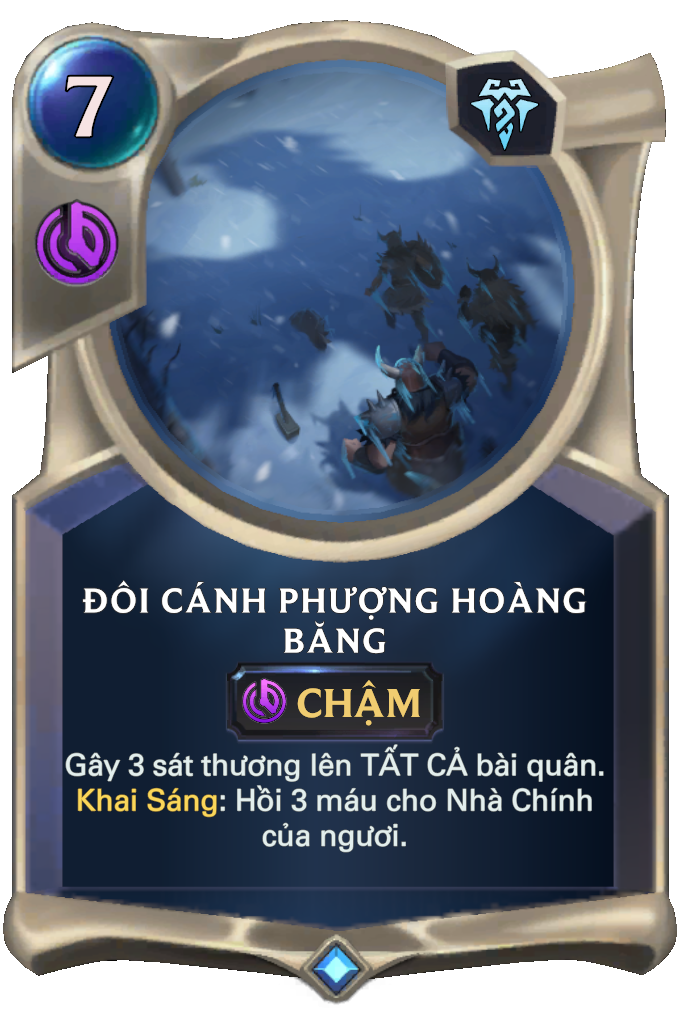 7
ĐÔI CÁNH PHƯỢNG HOÀNG
BĂNG
CHẬM
Gây 3 sát thương lên TẤT CẢ bài quân.
Khai Sáng: Hồi 3 máu cho Nhà Chính
của ngươi.